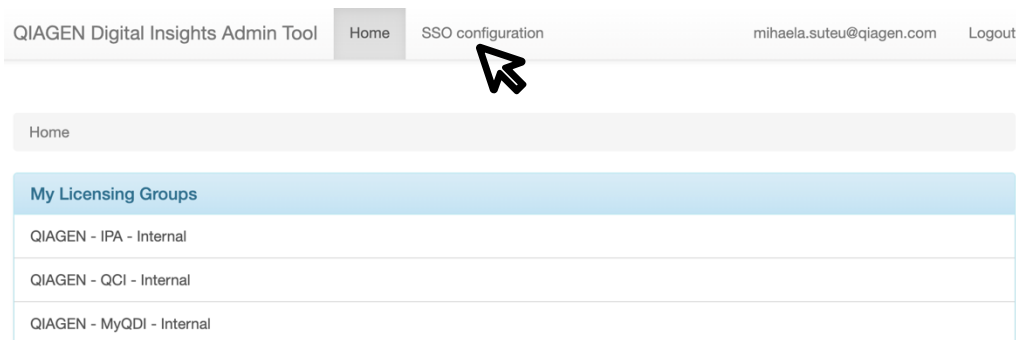 QIAGEN Digital Insights Admin Tool Home SSO configuration mihaela.suteu@qiagen.com Logout
Home
My Licensing Groups
QIAGEN - IPA - Internal
QIAGEN - QCI - Internal
QIAGEN - MyQDI - Internal